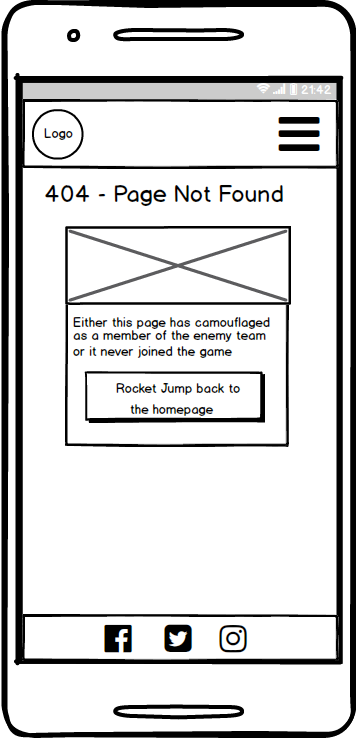 21:42
Logo
404 - Page Not Found
Either this page has camouflaged
as a member of the enemy team
or it never joined the game
Rocket Jump back to
the homepage